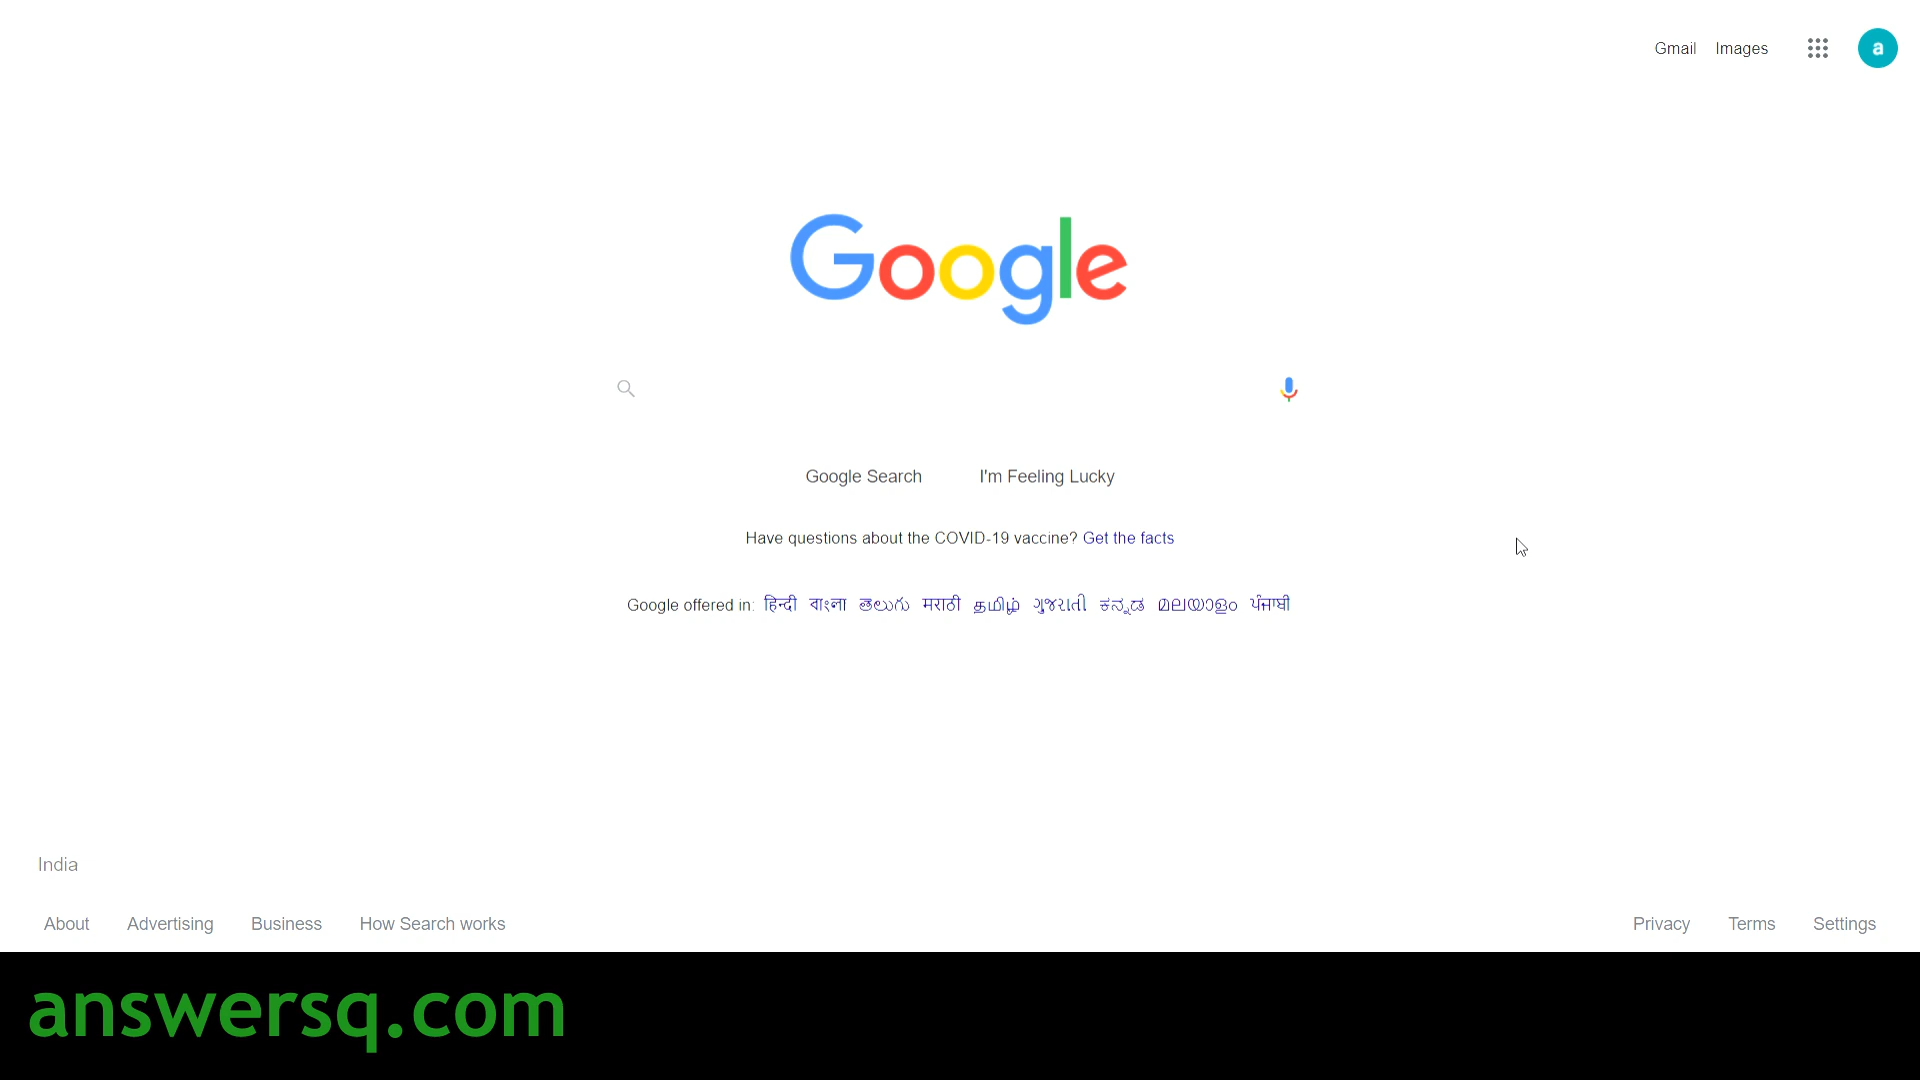 Gmail Images a
Google
Google Search I'm Feeling Lucky
Have questions about the COVID-19 vaccine? Get the facts
Google offered in: हिन्दी বাংলা తెలుగు मराठी தமிழ் ગુજરાતી ಕನ್ನಡ മലയാളം ਪੰਜਾਬੀ
India
About Advertising Business How Search works Privacy Terms Settings
answersq.com